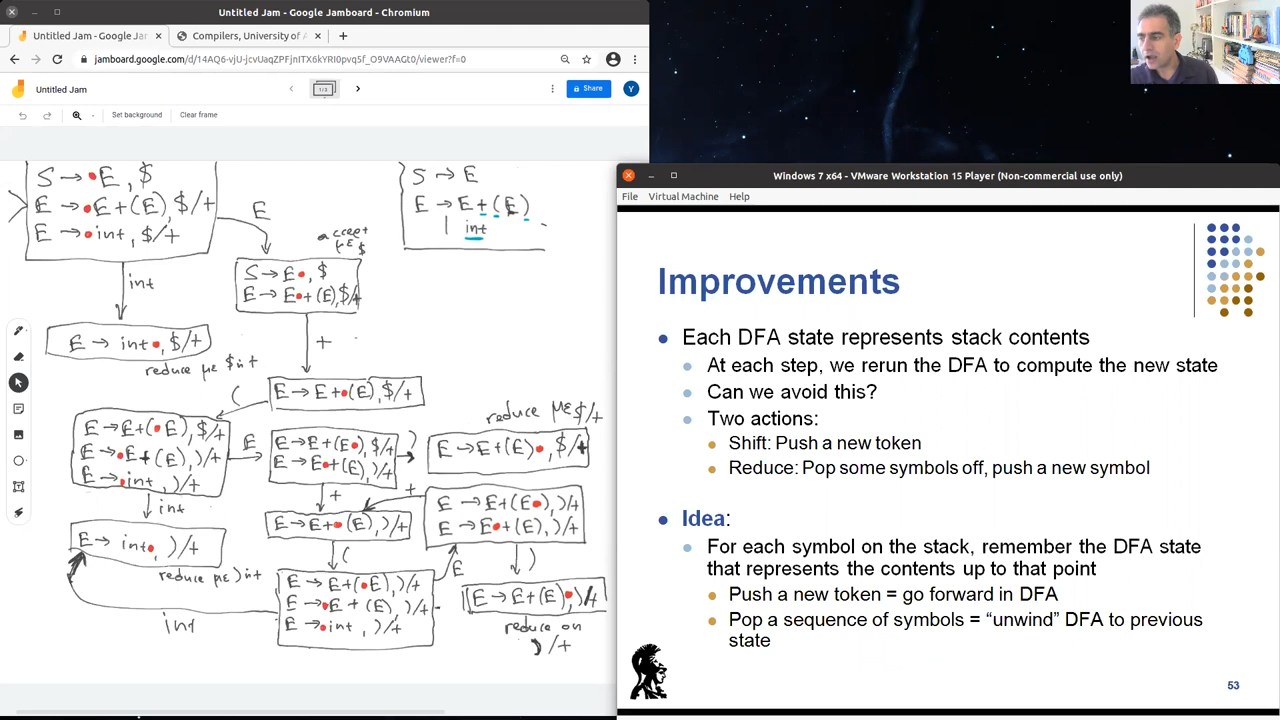 Untitled Jam - Google Jamboard - Chromium
Untitled Jam - Google Jam
Compilers, University of A
jamboard.google.com/d/14AQ6-vjU-jcvUaqZPFjnITX6kYRI0pvq5f_O9VAAGt0/viewer?f=0
Untitled Jam
1/2
Share
Y
Set background
Clear frame
S → •E , $
E → •E+(E) , $/+
E → •int , $/+
E
int
S → E
E → E+(E)
| int
accept
S → E• , $
E → E•+(E), $/+
+
E → int•, $/+
reduce
(
E → E+•(E), $/+
E → E+(•E), $/+
E → •E+(E), )/+
E → •int, )/+
E
E → E+(E•), $/+
E → E•+(E), )/+
)
reduce
E → E+(E)•, $/+
int
+
+
E → E+•(E), )/+
E → E+(E•), )/+
E → E•+(E), )/+
E → int•, )/+
reduce
(
E
)
E → E+(•E), )/+
E → •E+(E), )/+
E → •int, )/+
int
E → E+(E)•, )/+
reduce on
)/+
Windows 7 x64 - VMware Workstation 15 Player (Non-commercial use only)
File Virtual Machine Help
Improvements
Each DFA state represents stack contents
At each step, we rerun the DFA to compute the new state
Can we avoid this?
Two actions:
Shift: Push a new token
Reduce: Pop some symbols off, push a new symbol
Idea:
For each symbol on the stack, remember the DFA state
that represents the contents up to that point
Push a new token = go forward in DFA
Pop a sequence of symbols = “unwind” DFA to previous
state
53